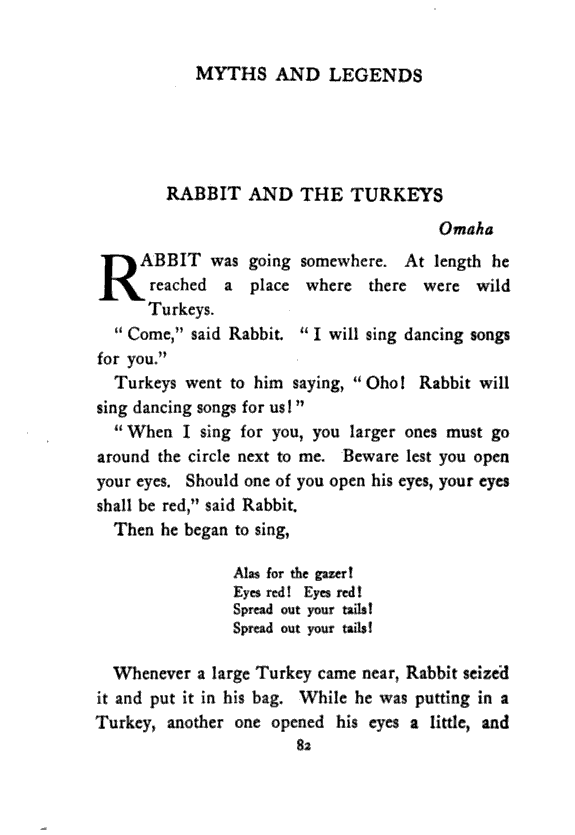 MYTHS AND LEGENDS
RABBIT AND THE TURKEYS
Omaha
RABBIT was going somewhere. At length he
reached a place where there were wild
Turkeys.
“ Come,” said Rabbit. “ I will sing dancing songs
for you.”
Turkeys went to him saying, “ Oho! Rabbit will
sing dancing songs for us! ”
“ When I sing for you, you larger ones must go
around the circle next to me. Beware lest you open
your eyes. Should one of you open his eyes, your eyes
shall be red,” said Rabbit.
Then he began to sing,
Alas for the gazer!
Eyes red! Eyes red!
Spread out your tails!
Spread out your tails!
Whenever a large Turkey came near, Rabbit seized
it and put it in his bag. While he was putting in a
Turkey, another one opened his eyes a little, and
82